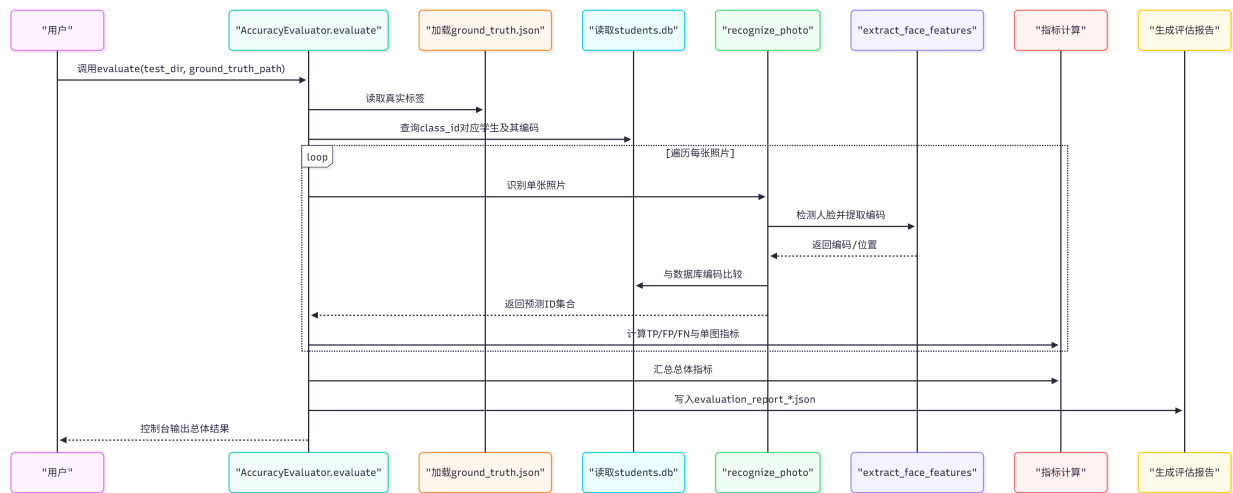 "用户"
"AccuracyEvaluator.evaluate"
"加载ground_truth.json"
"读取students.db"
"recognize_photo"
"extract_face_features"
"指标计算"
"生成评估报告"
调用evaluate(test_dir, ground_truth_path)
读取真实标签
查询class_id对应学生及其编码
loop
[遍历每张照片]
识别单张照片
检测人脸并提取编码
返回编码/位置
与数据库编码比较
返回预测ID集合
计算TP/FP/FN与单图指标
汇总总体指标
写入evaluation_report_*.json
控制台输出总体结果
"用户"
"AccuracyEvaluator.evaluate"
"加载ground_truth.json"
"读取students.db"
"recognize_photo"
"extract_face_features"
"指标计算"
"生成评估报告"